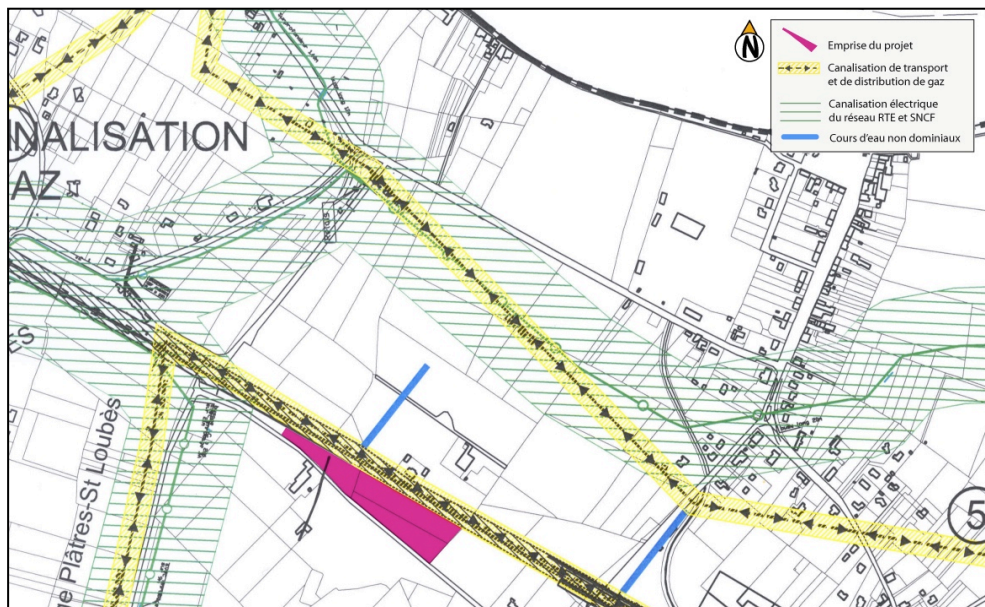 N
Emprise du projet
Canalisation de transport
et de distribution de gaz
Canalisation électrique
du réseau RTE et SNCF
Cours d'eau non dominiaux
NALISATION
AZ
ES
ge Plâtres-St Loubès
5